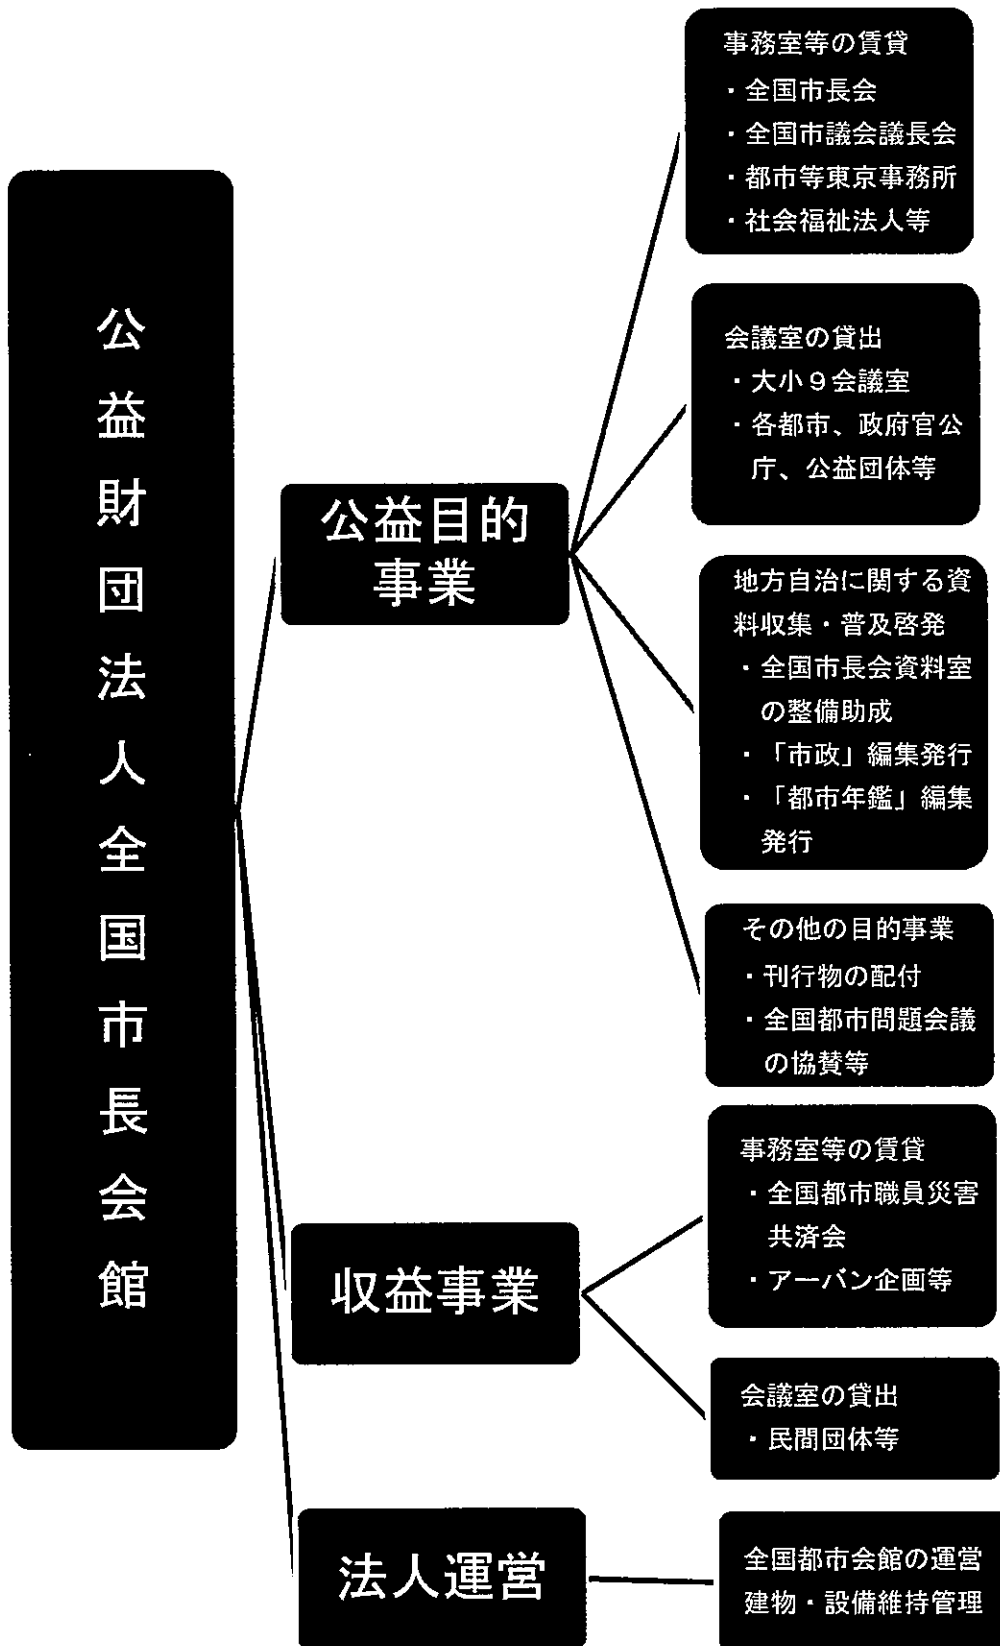 公益財団法人全国市長会館
公益目的
事業
事務室等の賃貸
・全国市長会
・全国市議会議長会
・都市等東京事務所
・社会福祉法人等
会議室の貸出
・大小９会議室
・各都市、政府官公
庁、公益団体等
地方自治に関する資
料収集・普及啓発
・全国市長会資料室
の整備助成
・「市政」編集発行
・「都市年鑑」編集
発行
その他の目的事業
・刊行物の配付
・全国都市問題会議
の協賛等
収益事業
事務室等の賃貸
・全国都市職員災害
共済会
・アーバン企画等
会議室の貸出
・民間団体等
法人運営
全国都市会館の運営
建物・設備維持管理